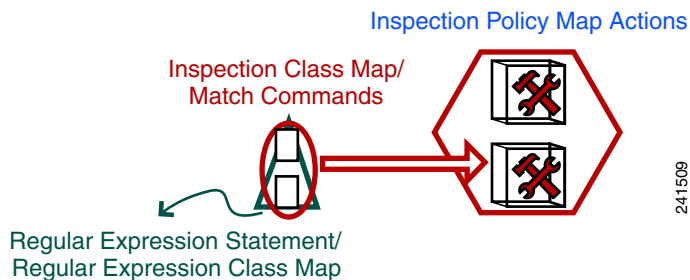 Inspection Policy Map Actions
Inspection Class Map/
Match Commands
241509
Regular Expression Statement/
Regular Expression Class Map